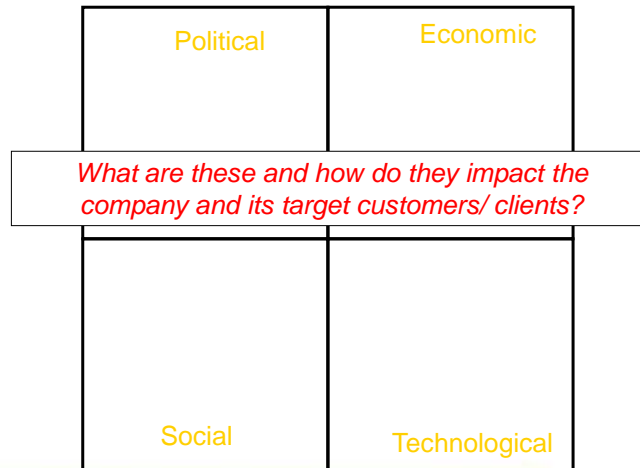 Political
Economic
What are these and how do they impact the
company and its target customers/ clients?
Social
Technological